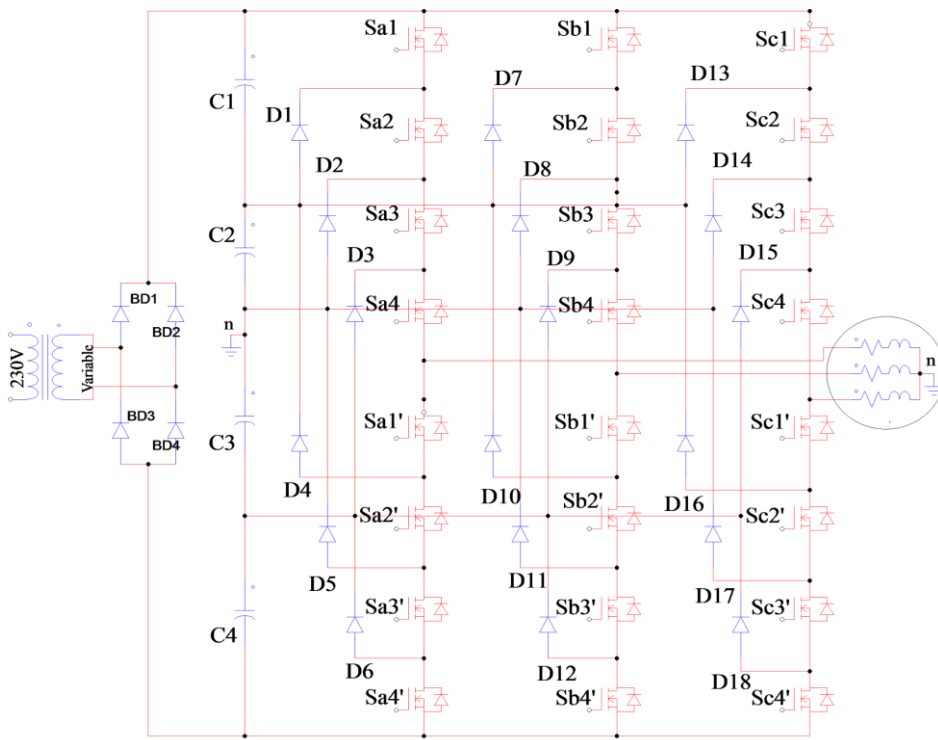 Sa1
Sb1
Sc1
C1
D1
D7
D13
Sa2
Sb2
Sc2
D2
D8
D14
C2
Sa3
Sb3
Sc3
D3
D9
D15
BD1
BD2
n
Sa4
Sb4
Sc4
230V
Variable
n
BD3
BD4
C3
Sa1'
Sb1'
Sc1'
D4
D10
D16
Sa2'
Sb2'
Sc2'
D5
D11
D17
C4
Sa3'
Sb3'
Sc3'
D6
D12
D18
Sa4'
Sb4'
Sc4'